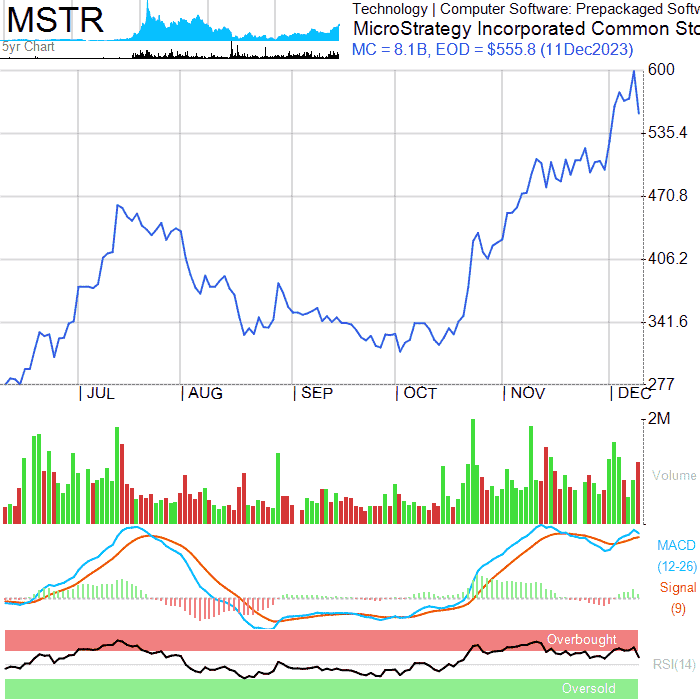 MSTR
5yr Chart
Technology | Computer Software: Prepackaged Softw
MicroStrategy Incorporated Common Sto
MC = 8.1B, EOD = $555.8 (11Dec2023)
600
535.4
470.8
406.2
341.6
277
| JUL | AUG | SEP | OCT | NOV | DEC
2M
Volume
MACD
(12-26)
Signal
(9)
Overbought
RSI(14)
Oversold